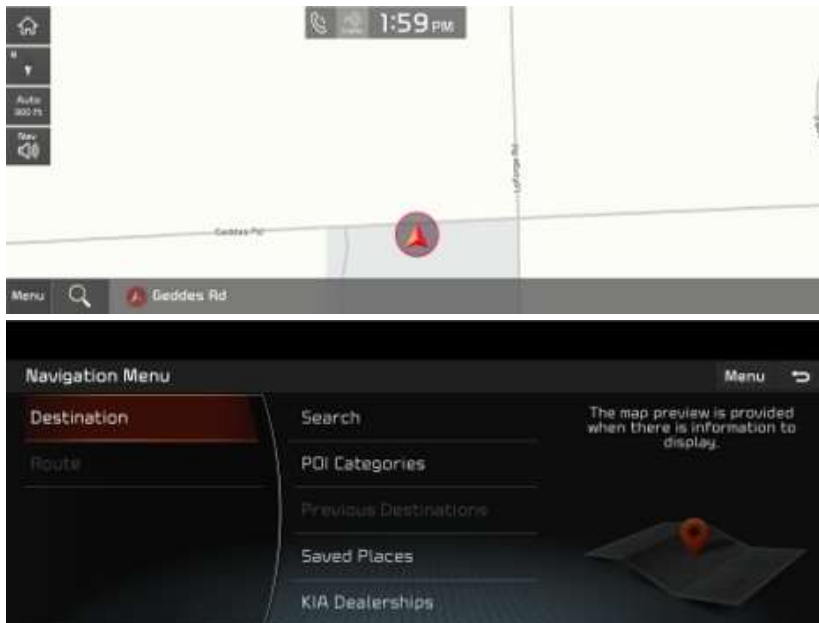 1:59 PM
N
Auto
Nav
LaForge Rd
Geddes Rd
Menu
Geddes Rd
Navigation Menu
Menu
Destination
Route
Search
POI Categories
Previous Destinations
Saved Places
KIA Dealerships
The map preview is provided
when there is information to
display.